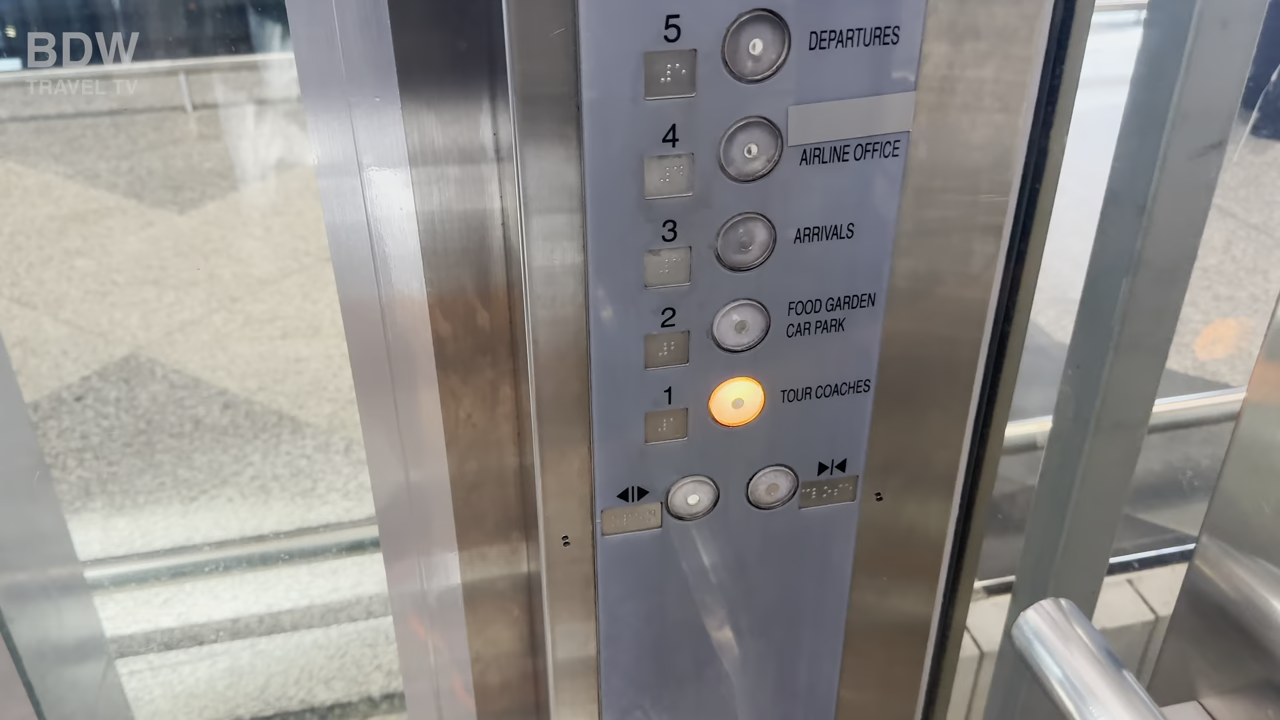 BDW
TRAVEL TV
5 DEPARTURES
4 AIRLINE OFFICE
3 ARRIVALS
2 FOOD GARDEN
CAR PARK
1 TOUR COACHES